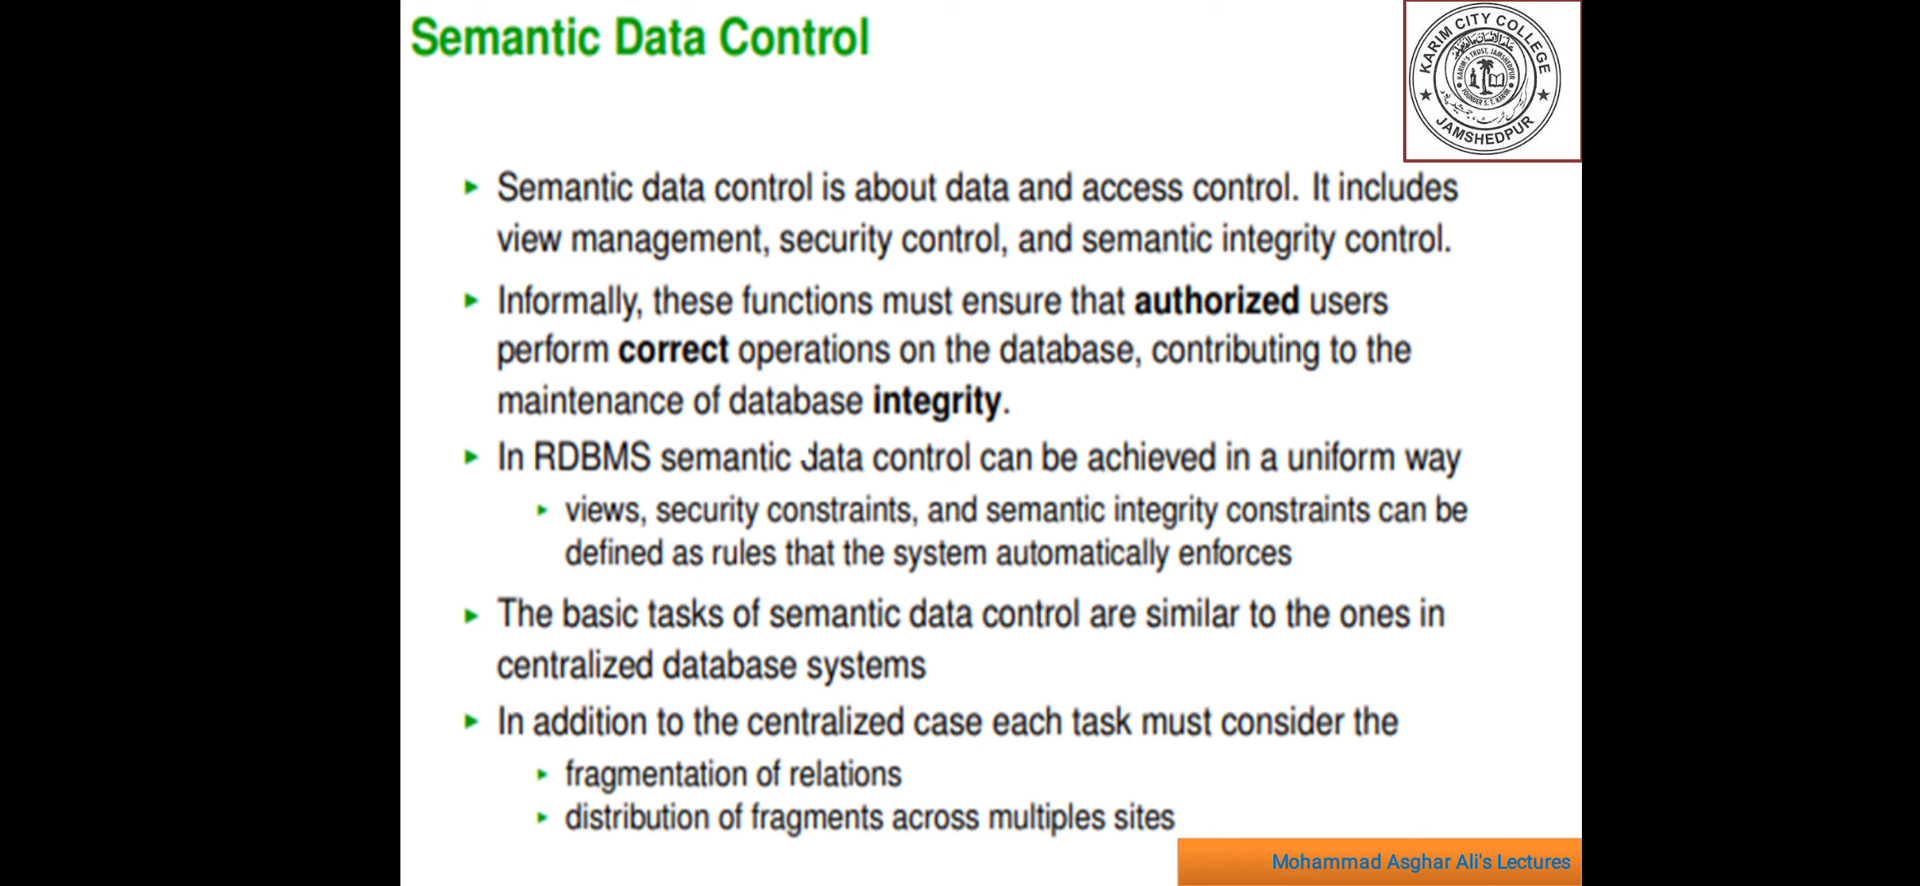 Semantic Data Control
KARIM CITY COLLEGE
JAMSHEDPUR
Semantic data control is about data and access control. It includes
view management, security control, and semantic integrity control.
Informally, these functions must ensure that authorized users
perform correct operations on the database, contributing to the
maintenance of database integrity.
In RDBMS semantic data control can be achieved in a uniform way
views, security constraints, and semantic integrity constraints can be
defined as rules that the system automatically enforces
The basic tasks of semantic data control are similar to the ones in
centralized database systems
In addition to the centralized case each task must consider the
fragmentation of relations
distribution of fragments across multiples sites
Mohammad Asghar Ali's Lectures